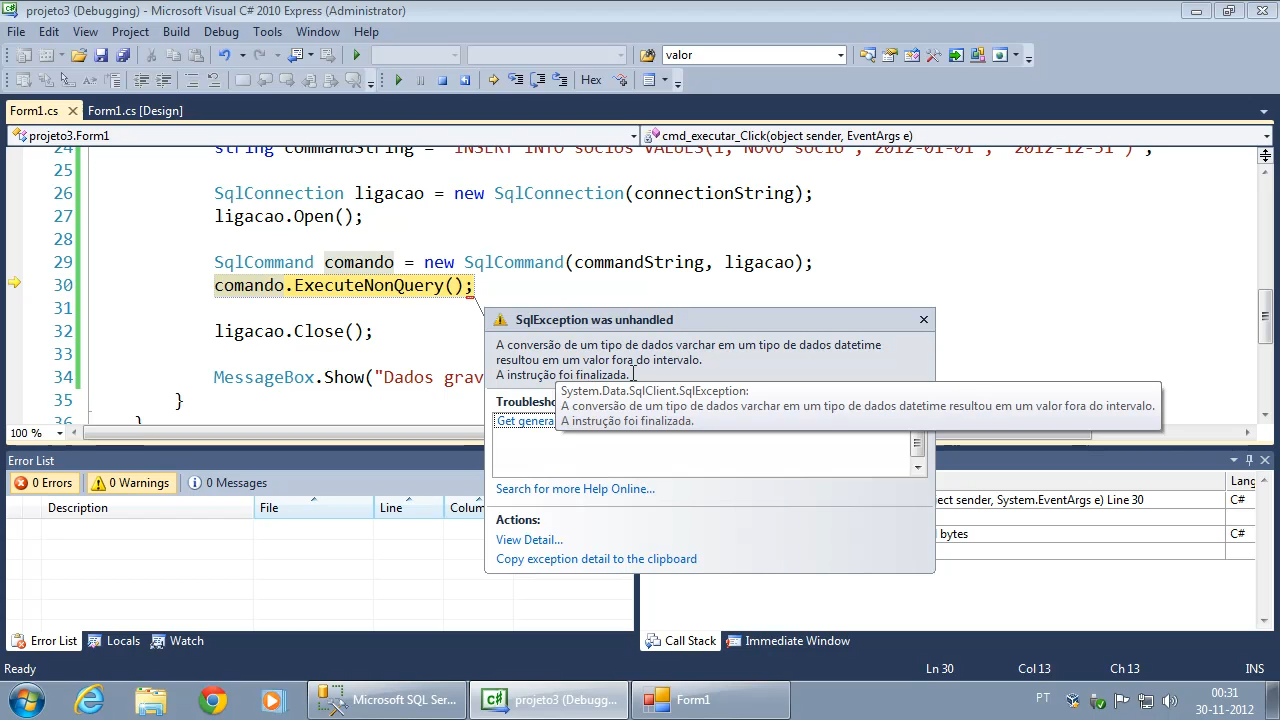 projeto3 (Debugging) - Microsoft Visual C# 2010 Express (Administrator)
File Edit View Project Build Debug Tools Window Help
valor
Hex
Form1.cs Form1.cs [Design]
projeto3.Form1 cmd_executar_Click(object sender, EventArgs e)
24 string commandString = "INSERT INTO socios VALUES(1,'Novo socio','2012-01-01', '2012-12-31')";
25
26 SqlConnection ligacao = new SqlConnection(connectionString);
27 ligacao.Open();
28
29 SqlCommand comando = new SqlCommand(commandString, ligacao);
30 comando.ExecuteNonQuery();
31
32 ligacao.Close();
33
34 MessageBox.Show("Dados grav
35 }
36 }
100 %
SqlException was unhandled
A conversão de um tipo de dados varchar em um tipo de dados datetime
resultou em um valor fora do intervalo.
A instrução foi finalizada.
Troublesho
Get genera
System.Data.SqlClient.SqlException:
A conversão de um tipo de dados varchar em um tipo de dados datetime resultou em um valor fora do intervalo.
A instrução foi finalizada.
Search for more Help Online...
Actions:
View Detail...
Copy exception detail to the clipboard
Error List
0 Errors 0 Warnings 0 Messages
Description File Line Colum
Lang
ject sender, System.EventArgs e) Line 30 C#
bytes C#
Error List Locals Watch
Call Stack Immediate Window
Ready Ln 30 Col 13 Ch 13 INS
Microsoft SQL Ser... projeto3 (Debugg... Form1
PT 00:31
30-11-2012